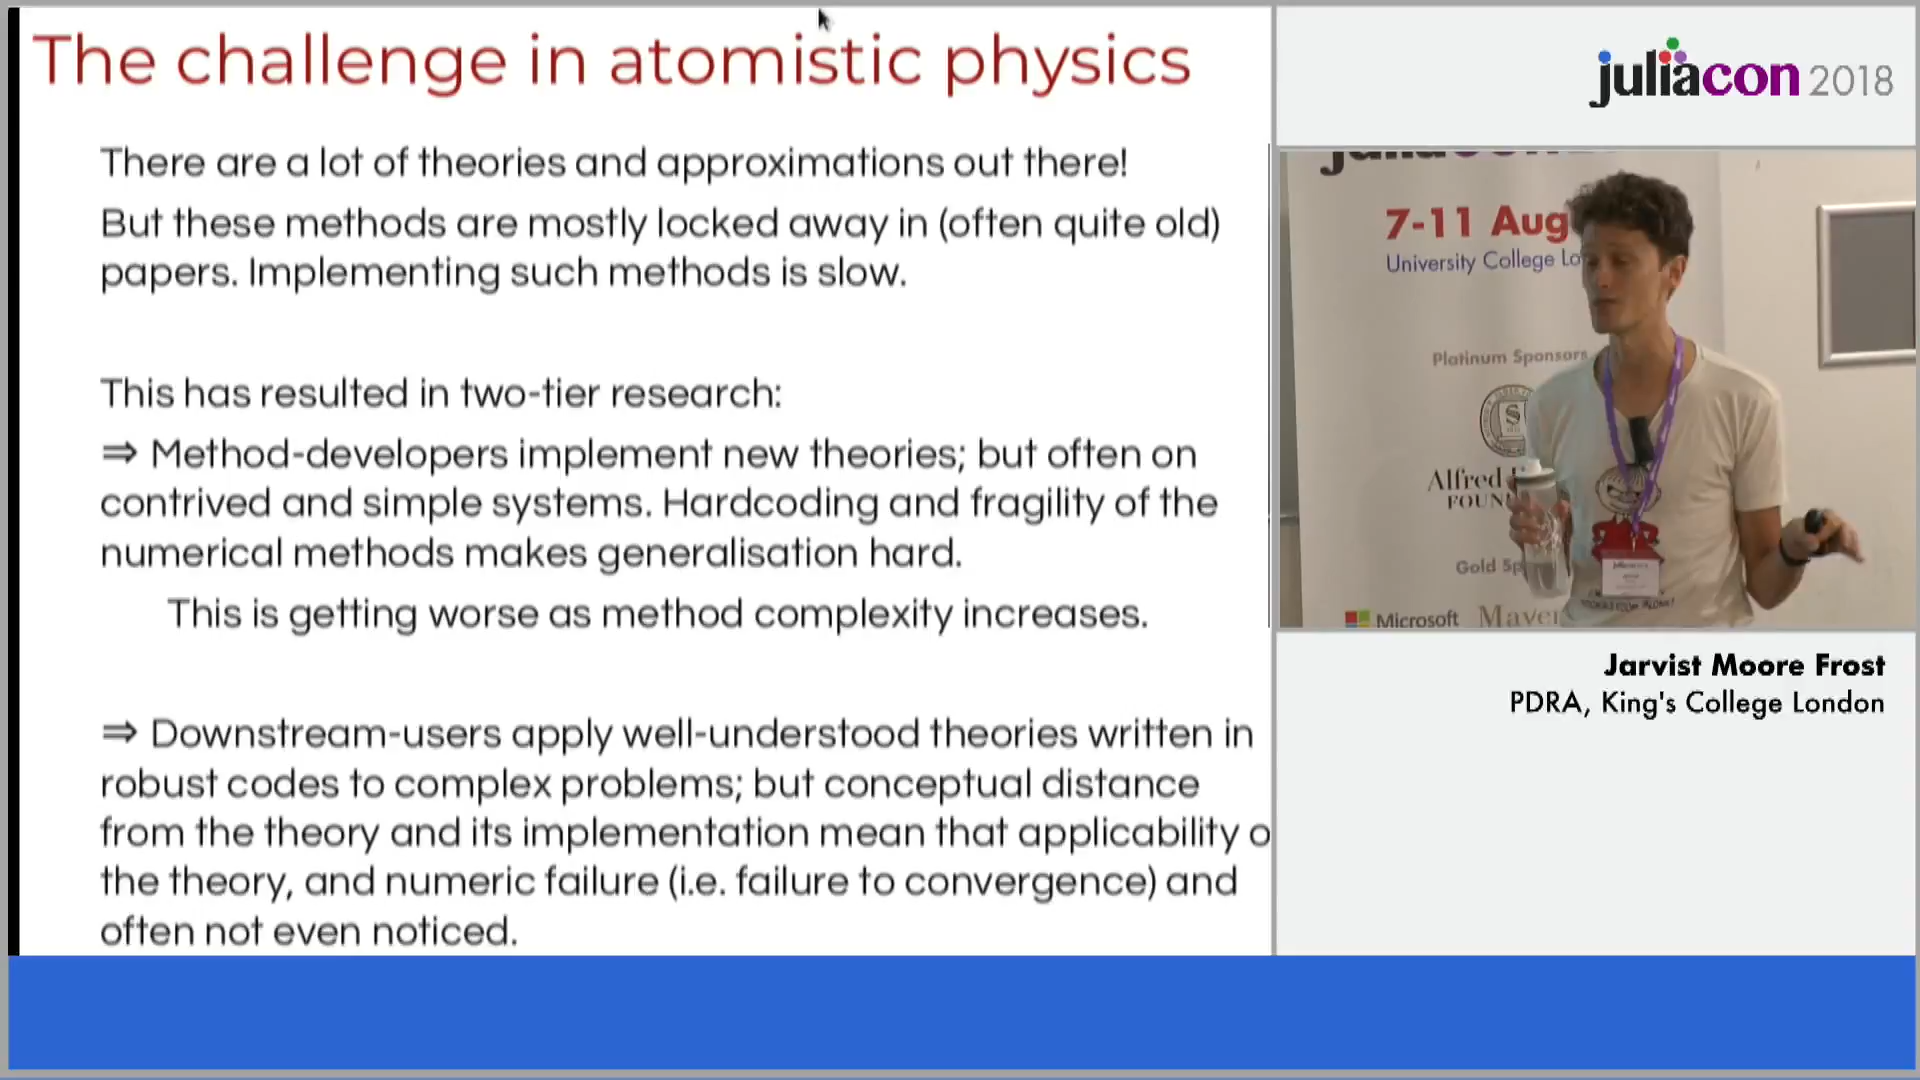 The challenge in atomistic physics
There are a lot of theories and approximations out there!
But these methods are mostly locked away in (often quite old)
papers. Implementing such methods is slow.
This has resulted in two-tier research:
⇒ Method-developers implement new theories; but often on
contrived and simple systems. Hardcoding and fragility of the
numerical methods makes generalisation hard.
This is getting worse as method complexity increases.
⇒ Downstream-users apply well-understood theories written in
robust codes to complex problems; but conceptual distance
from the theory and its implementation mean that applicability o
the theory, and numeric failure (i.e. failure to convergence) and
often not even noticed.
juliacon 2018
7-11 Aug
University College Lo
Platinum Sponsors
Alfred
FOUN
Gold Sp
Microsoft Maven
Jarvist Moore Frost
PDRA, King's College London